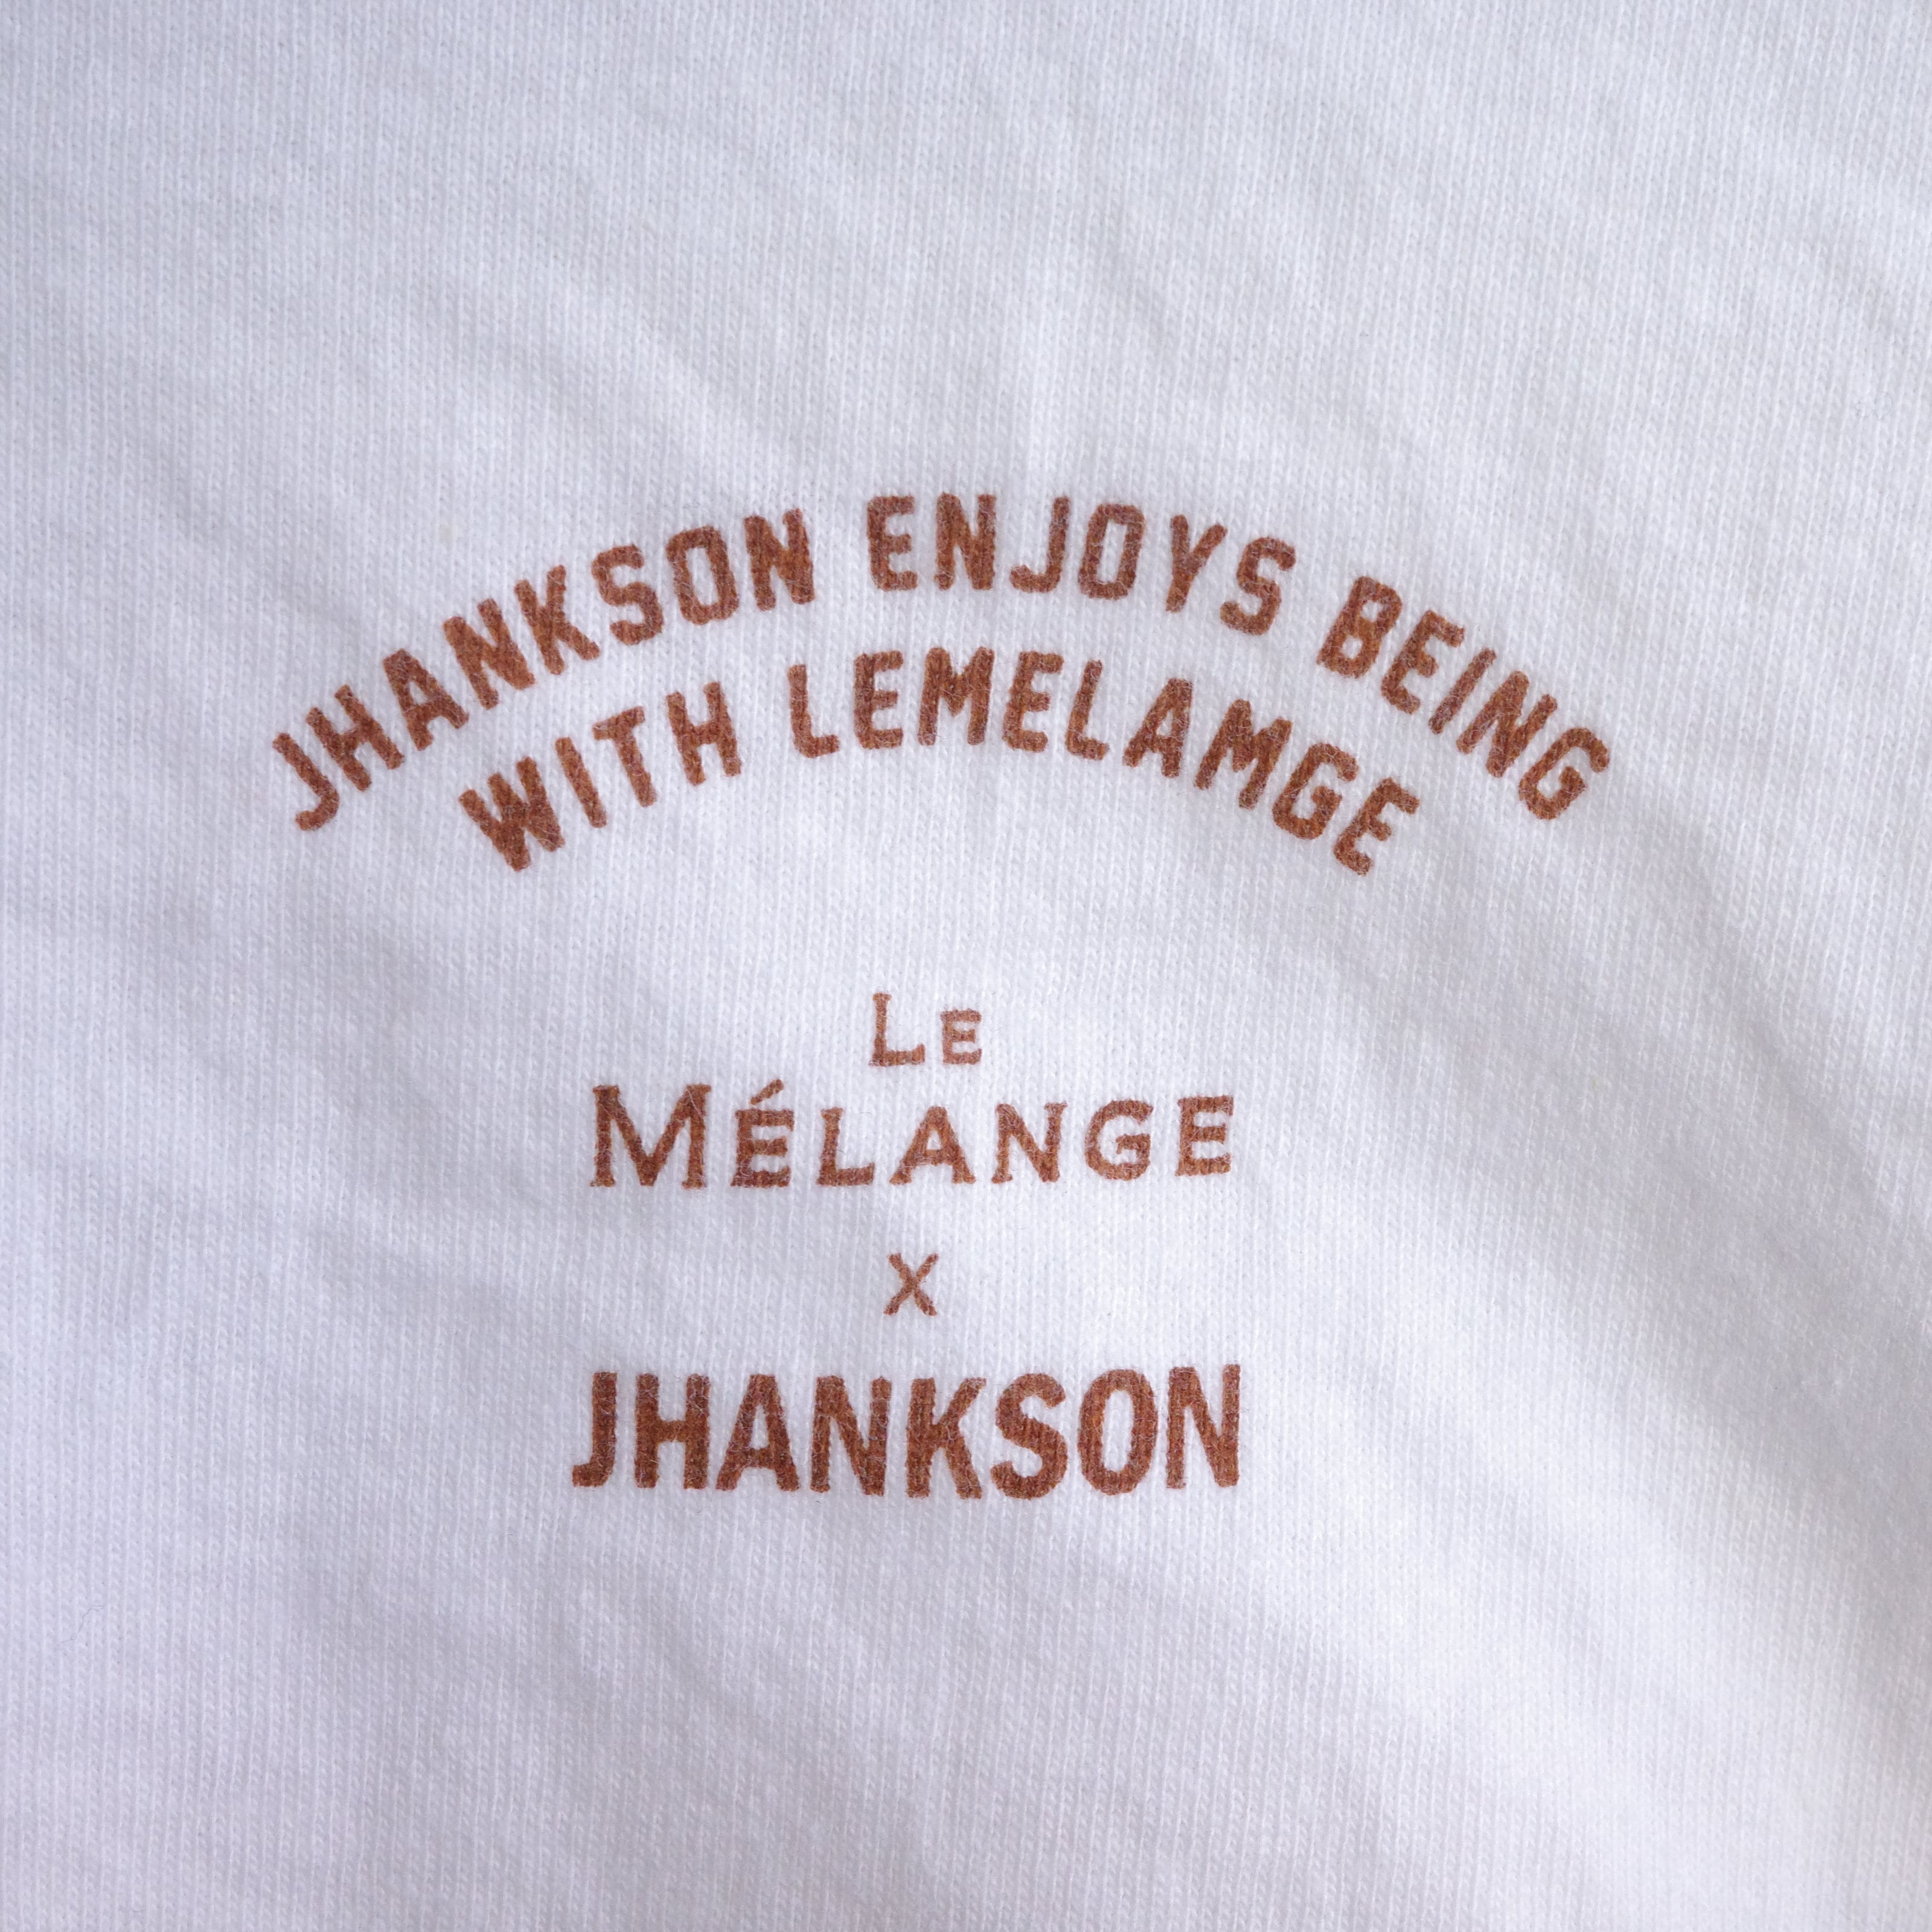 JHANKSON ENJOYS BEING
WITH LEMELAMGE
LE
MÉLANGE
X
JHANKSON